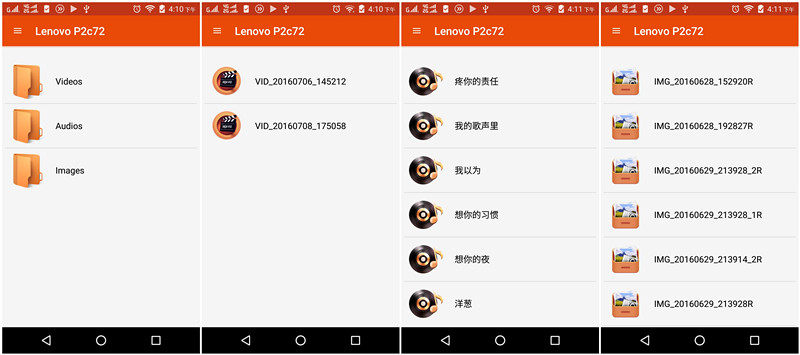 4:10 下午
Lenovo P2c72
Videos
Audios
Images
4:10 下午
Lenovo P2c72
VID_20160706_145212
VID_20160708_175058
4:11 下午
Lenovo P2c72
疼你的责任
我的歌声里
我以为
想你的习惯
想你的夜
洋葱
4:11 下午
Lenovo P2c72
IMG_20160628_152920R
IMG_20160628_192827R
IMG_20160629_213928_2R
IMG_20160629_213928_1R
IMG_20160629_213914_2R
IMG_20160629_213928R